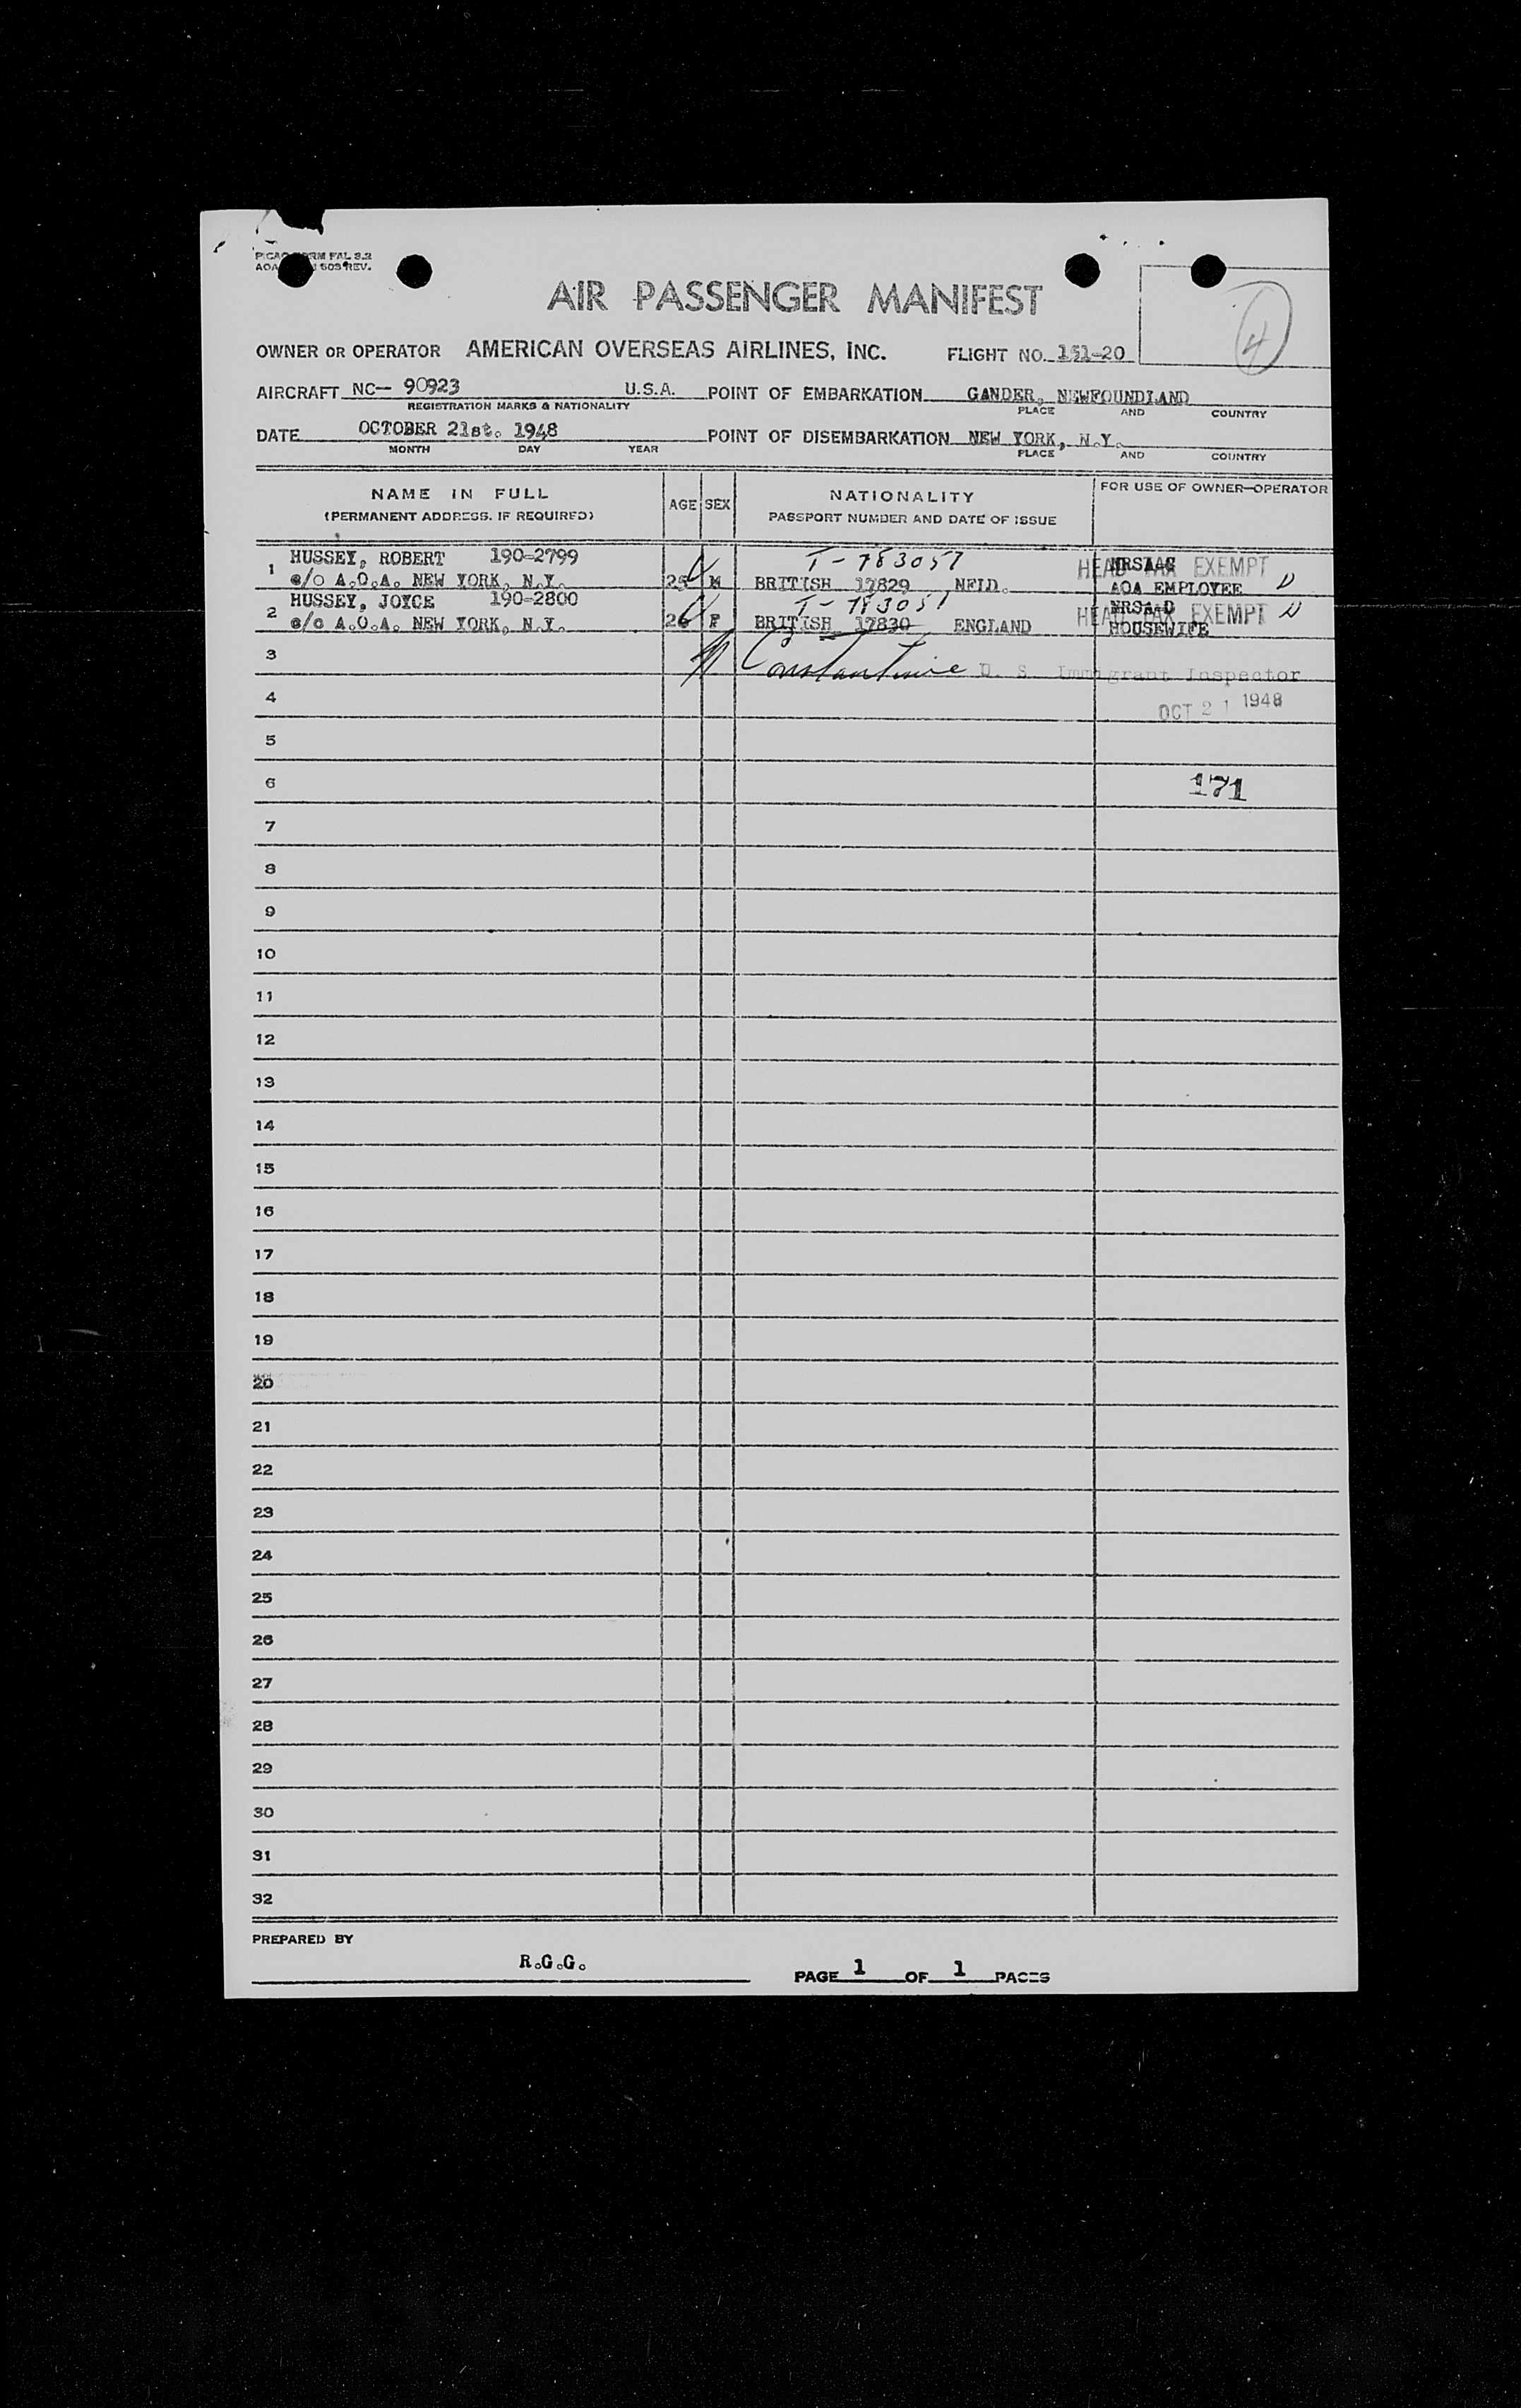 AIR PASSENGER MANIFEST
4
OWNER OR OPERATOR AMERICAN OVERSEAS AIRLINES, INC. FLIGHT NO. 151-20
AIRCRAFT NC- 90923 U.S.A. POINT OF EMBARKATION GANDER, NEWFOUNDLAND
REGISTRATION MARKS & NATIONALITY PLACE AND COUNTRY
DATE OCTOBER 21st. 1948 POINT OF DISEMBARKATION NEW YORK, N.Y.
MONTH DAY YEAR PLACE AND COUNTRY
NAME IN FULL AGE SEX NATIONALITY FOR USE OF OWNER-OPERATOR
(PERMANENT ADDRESS, IF REQUIRED) PASSPORT NUMBER AND DATE OF ISSUE
HUSSEY, ROBERT 190-2799 T-783057 HEAD TAX EXEMPT
1 c/o A.O.A. NEW YORK, N.Y. 25 M BRITISH 17829 NFLD. AOA EMPLOYEE
HUSSEY, JOYCE 190-2800 HEAD TAX EXEMPT
2 c/o A.O.A. NEW YORK, N.Y. 26 F BRITISH 17830 ENGLAND HOUSEWIFE
3 Constantine U. S. Immigrant Inspector
4 OCT 21 1948
5
6 171
7
8
9
10
11
12
13
14
15
16
17
18
19
20
21
22
23
24
25
26
27
28
29
30
31
32
PREPARED BY
R.G.G. PAGE 1 OF 1 PAGES